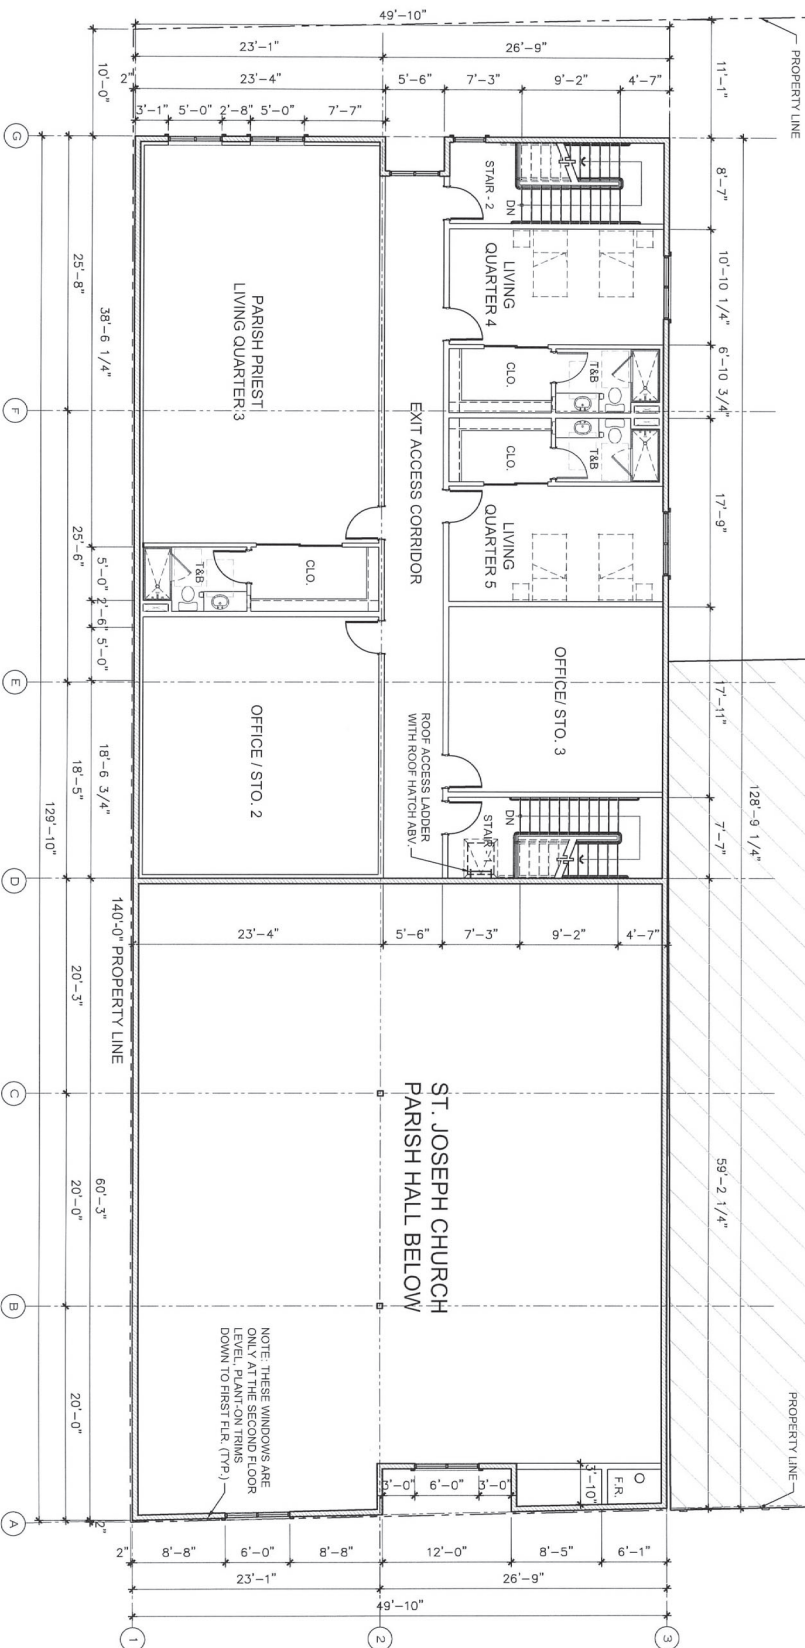 49'-10"
23'-1"
26'-9"
2"
23'-4"
5'-6"
7'-3"
9'-2"
4'-7"
3'-1"
5'-0"
2'-8"
5'-0"
7'-7"
PROPERTY LINE
10'-0"
11'-1"
G
F
E
D
C
B
A
129'-10"
25'-8"
25'-6"
18'-5"
20'-3"
20'-0"
20'-0"
38'-6 1/4"
5'-0"
2'-6"
5'-0"
18'-6 3/4"
60'-3"
2"
140'-0" PROPERTY LINE
8'-7"
10'-10 1/4"
6'-10 3/4"
17'-9"
17'-11"
7'-7"
59'-2 1/4"
128'-9 1/4"
PROPERTY LINE
STAIR - 2
DN
LIVING
QUARTER 4
CLO.
T&B
CLO.
T&B
LIVING
QUARTER 5
PARISH PRIEST
LIVING QUARTER 3
EXIT ACCESS CORRIDOR
T&B
CLO.
OFFICE/ STO. 3
OFFICE / STO. 2
ROOF ACCESS LADDER
WITH ROOF HATCH ABV.
STAIR - 1
DN
23'-4"
5'-6"
7'-3"
9'-2"
4'-7"
ST. JOSEPH CHURCH
PARISH HALL BELOW
NOTE: THESE WINDOWS ARE
ONLY AT THE SECOND FLOOR
LEVEL, PLANT-ON TRIMS
DOWN TO FIRST FLR. (TYP.)
3'-0"
6'-0"
3'-0"
3'-10"
F.R.
2"
8'-8"
6'-0"
8'-8"
12'-0"
8'-5"
6'-1"
23'-1"
26'-9"
49'-10"
1
2
3